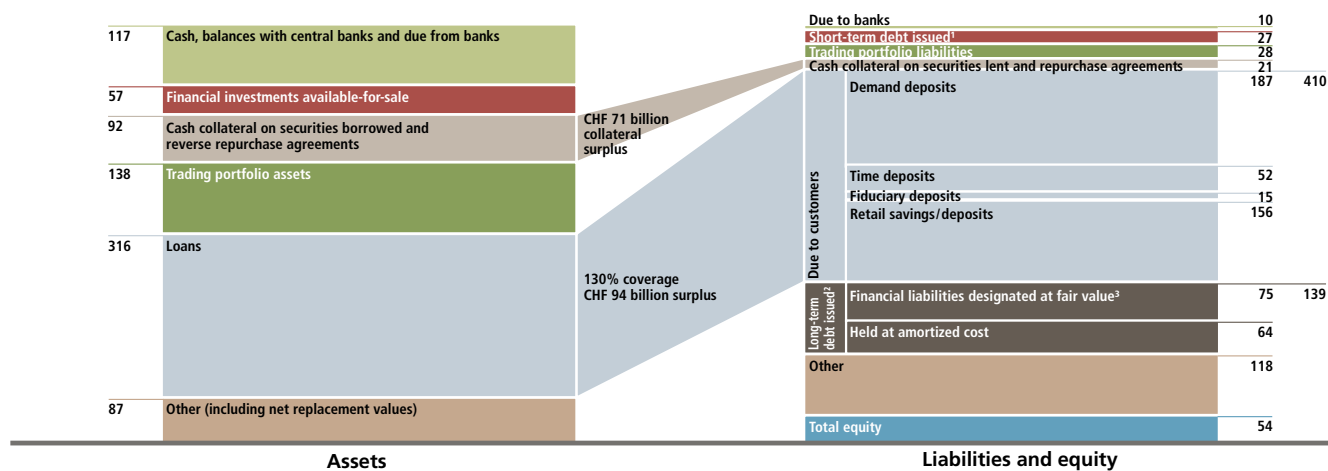 117 Cash, balances with central banks and due from banks
57 Financial investments available-for-sale
92 Cash collateral on securities borrowed and
reverse repurchase agreements
138 Trading portfolio assets
316 Loans
87 Other (including net replacement values)
Assets
CHF 71 billion
collateral
surplus
130% coverage
CHF 94 billion surplus
Due to banks 10
Short-term debt issued¹ 27
Trading portfolio liabilities 28
Cash collateral on securities lent and repurchase agreements 21
Due to customers
Demand deposits 187 410
Time deposits 52
Fiduciary deposits 15
Retail savings/deposits 156
Long-term
debt issued²
Financial liabilities designated at fair value³ 75 139
Held at amortized cost 64
Other 118
Total equity 54
Liabilities and equity